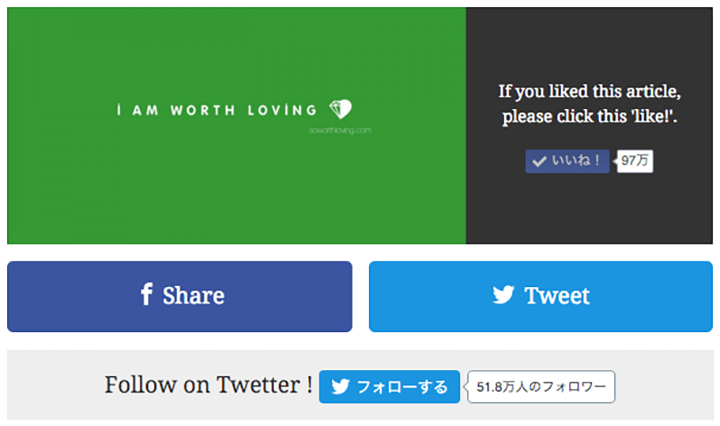 i AM WORTH LOViNG
soworthloving.com
If you liked this article,
please click this 'like!'.
いいね！ 97万
Share
Tweet
Follow on Twetter ! フォローする 51.8万人のフォロワー